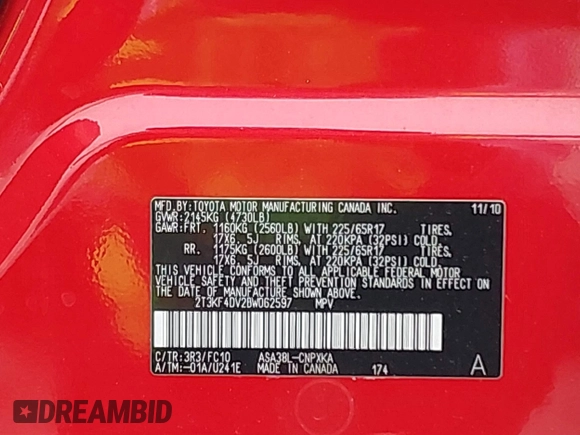 MFD.BY:TOYOTA MOTOR MANUFACTURING CANADA INC. 11/10
GVWR:2145KG (4730LB)
GAWR:FRT. 1160KG (2560LB) WITH 225/65R17 TIRES,
17X6. 5J RIMS, AT 220KPA (32PSI) COLD.
RR. 1175KG (2600LB) WITH 225/65R17 TIRES,
17X6. 5J RIMS, AT 220KPA (32PSI) COLD.
THIS VEHICLE CONFORMS TO ALL APPLICABLE FEDERAL MOTOR
VEHICLE SAFETY AND THEFT PREVENTION STANDARDS IN EFFECT
ON THE DATE OF MANUFACTURE SHOWN ABOVE.
2T3KF4DV2BW062597 MPV
C/TR:3R3/FC10 ASA38L-CNPXKA
A/TM:-01A/U241E MADE IN CANADA 174 A
DREAMBID